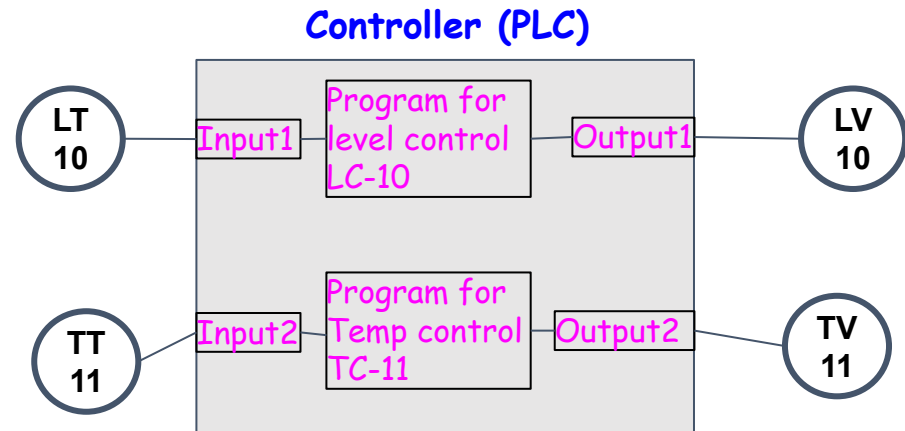 Controller (PLC)
LT
10
Input1
Program for
level control
LC-10
Output1
LV
10
TT
11
Input2
Program for
Temp control
TC-11
Output2
TV
11